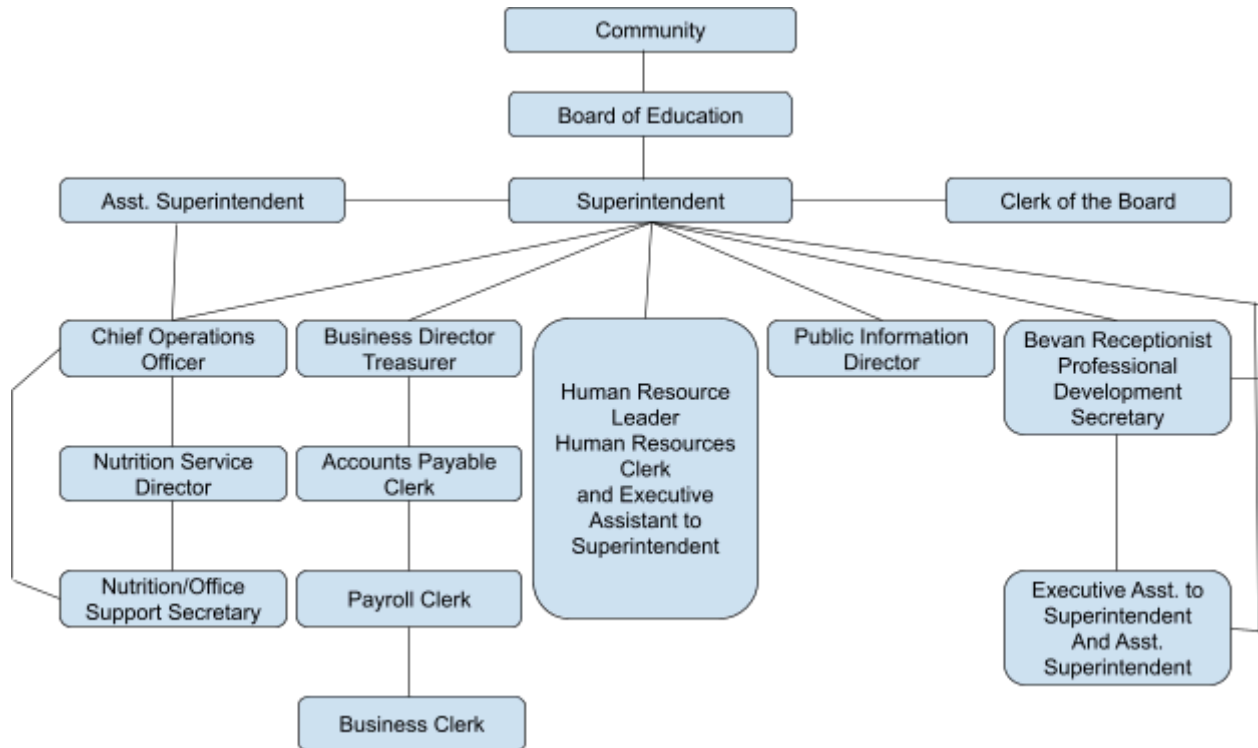 Community
Board of Education
Asst. Superintendent
Superintendent
Clerk of the Board
Chief Operations
Officer
Business Director
Treasurer
Human Resource
Leader
Human Resources
Clerk
and Executive
Assistant to
Superintendent
Public Information
Director
Bevan Receptionist
Professional
Development
Secretary
Nutrition Service
Director
Accounts Payable
Clerk
Nutrition/Office
Support Secretary
Payroll Clerk
Executive Asst. to
Superintendent
And Asst.
Superintendent
Business Clerk